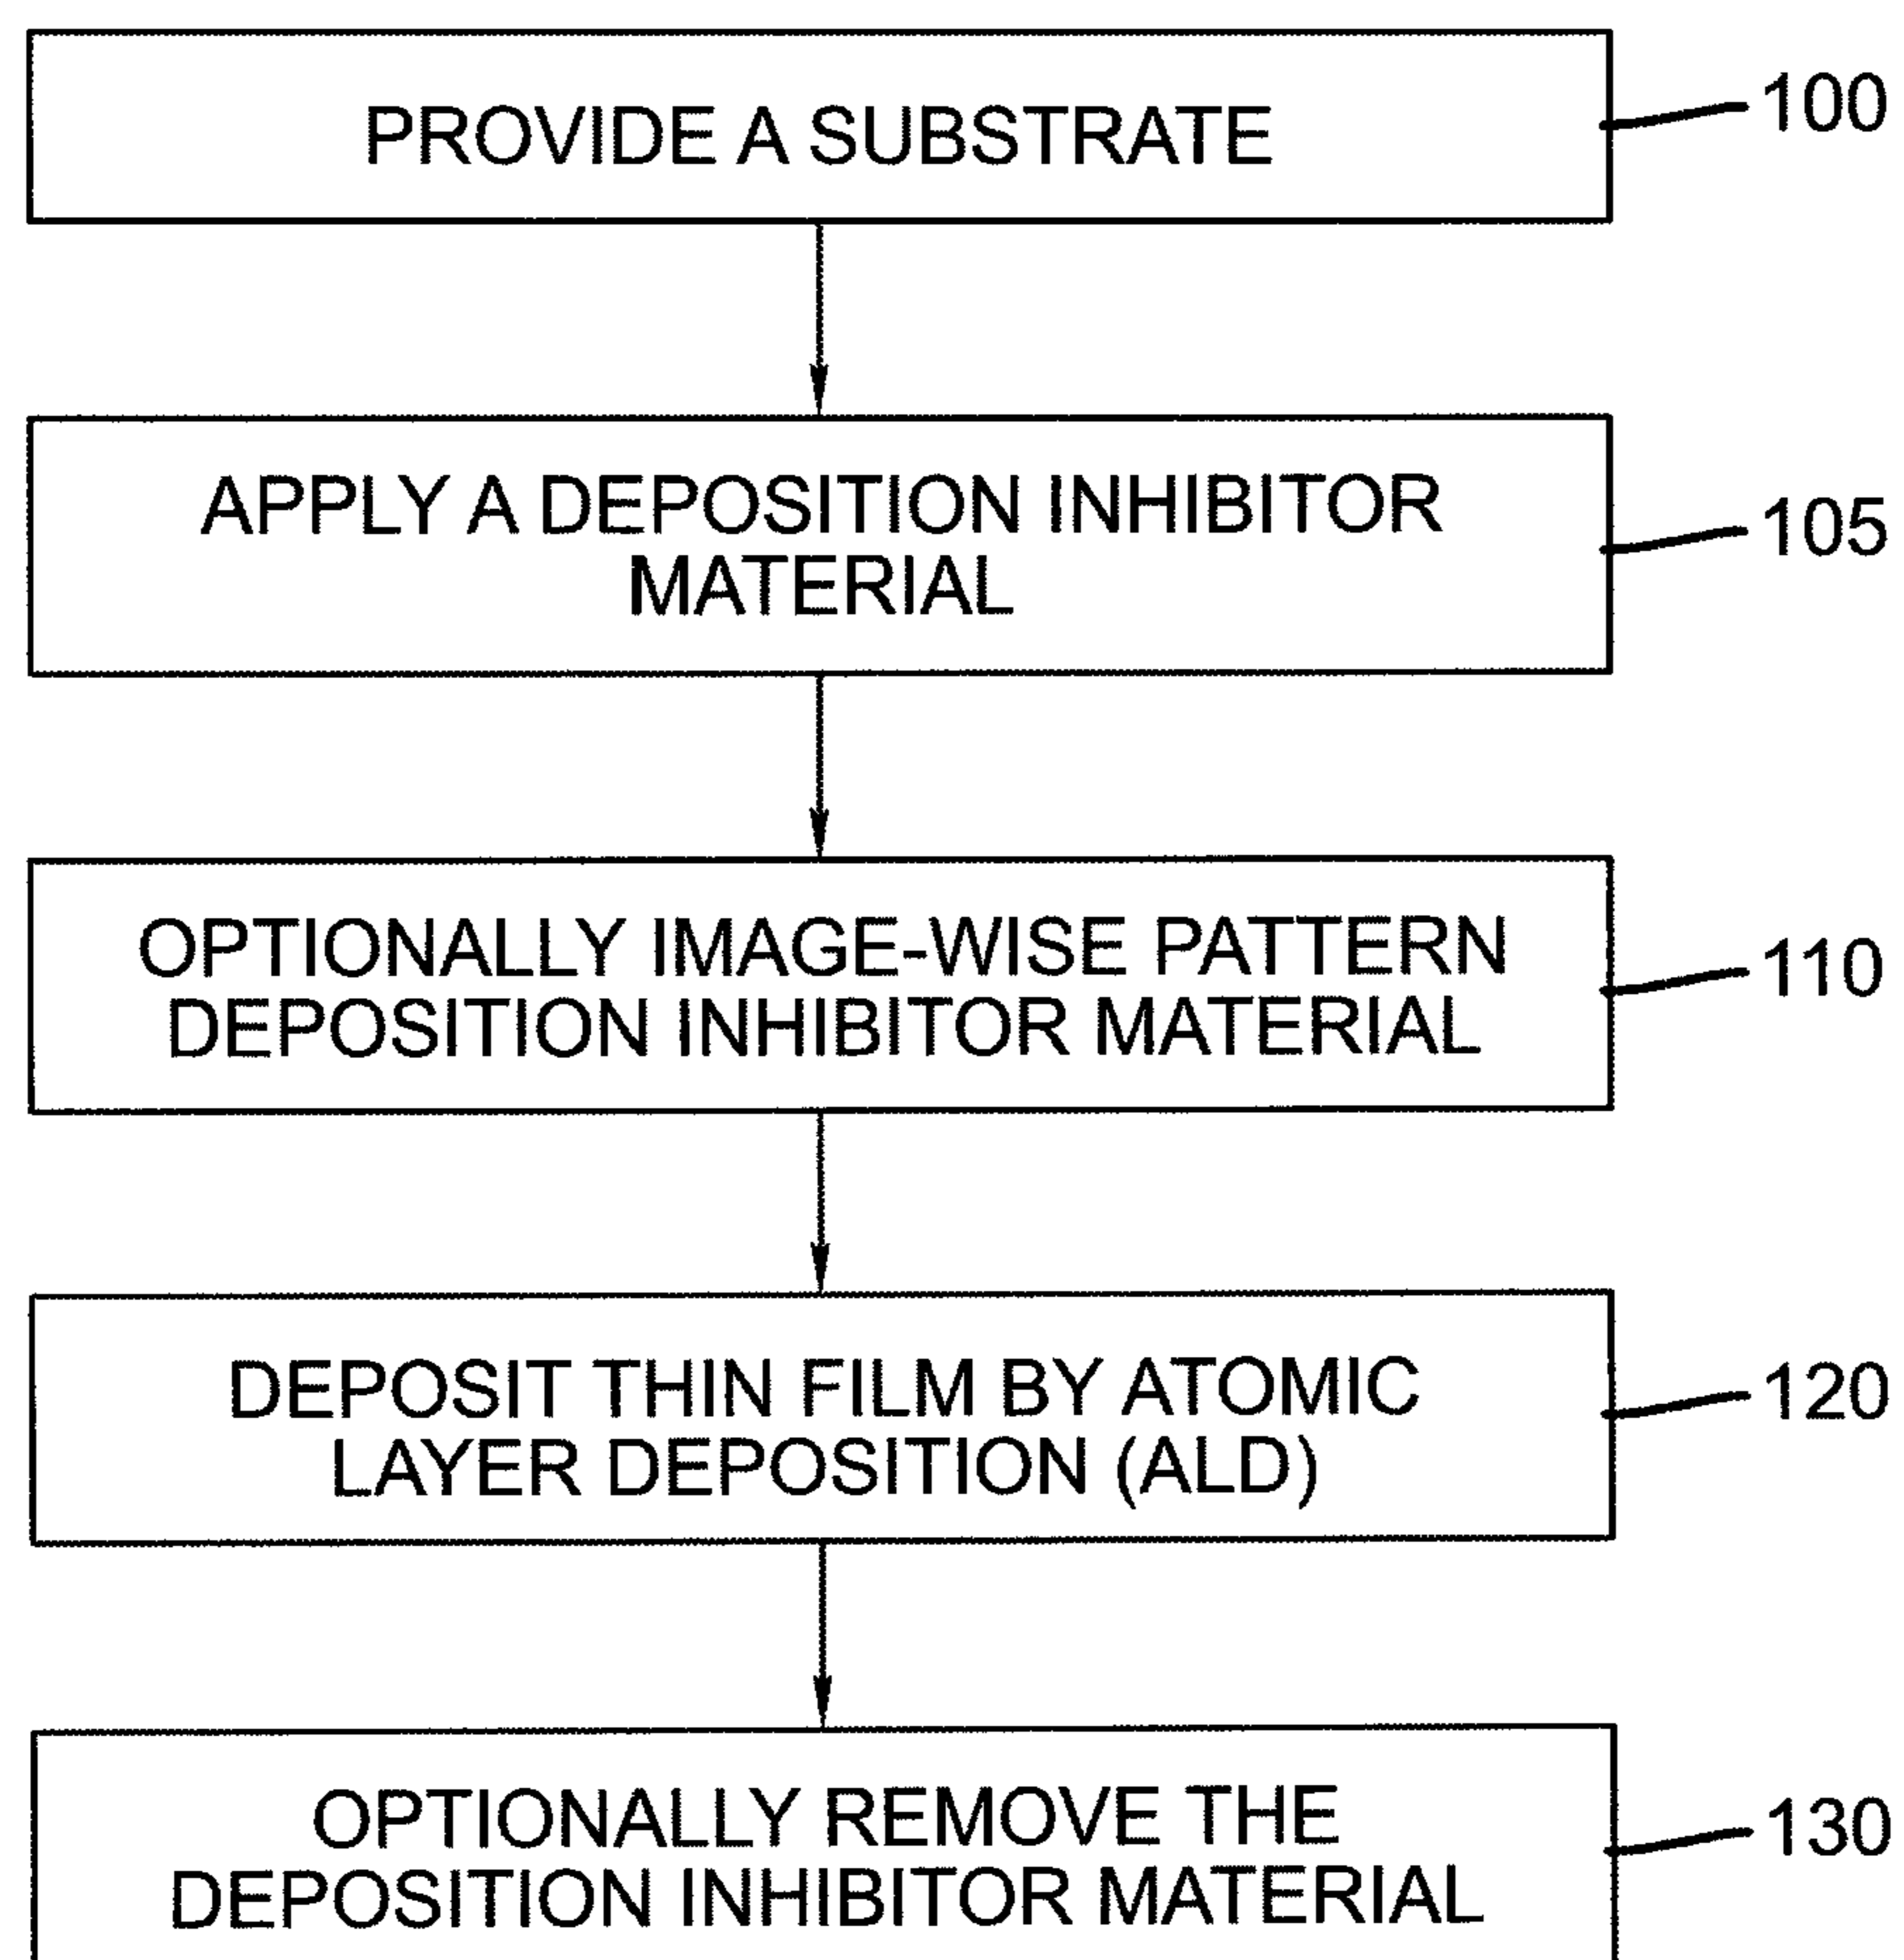 PROVIDE A SUBSTRATE
100
APPLY A DEPOSITION INHIBITOR
MATERIAL
105
OPTIONALLY IMAGE-WISE PATTERN
DEPOSITION INHIBITOR MATERIAL
110
DEPOSIT THIN FILM BY ATOMIC
LAYER DEPOSITION (ALD)
120
OPTIONALLY REMOVE THE
DEPOSITION INHIBITOR MATERIAL
130